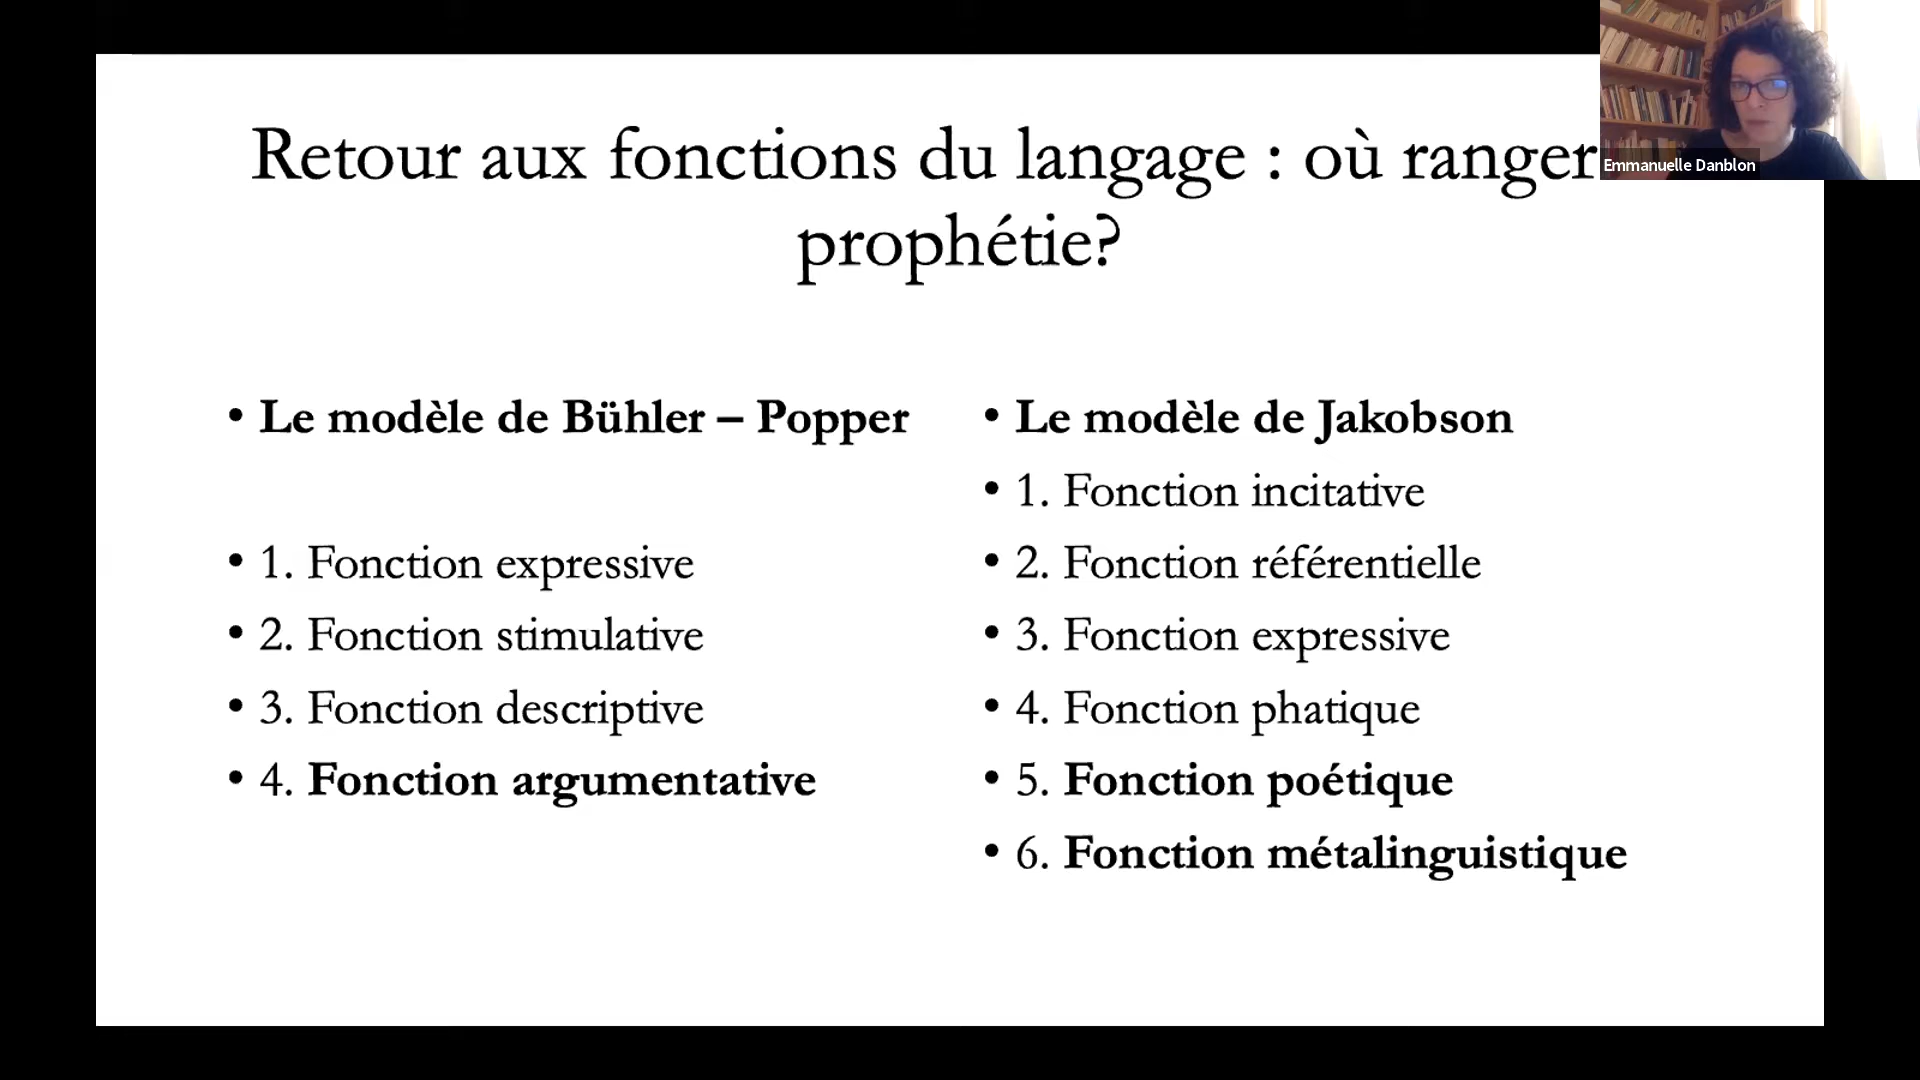 Retour aux fonctions du langage : où ranger
prophétie?
Emmanuelle Danblon
• Le modèle de Bühler – Popper
• 1. Fonction expressive
• 2. Fonction stimulative
• 3. Fonction descriptive
• 4. Fonction argumentative
• Le modèle de Jakobson
• 1. Fonction incitative
• 2. Fonction référentielle
• 3. Fonction expressive
• 4. Fonction phatique
• 5. Fonction poétique
• 6. Fonction métalinguistique